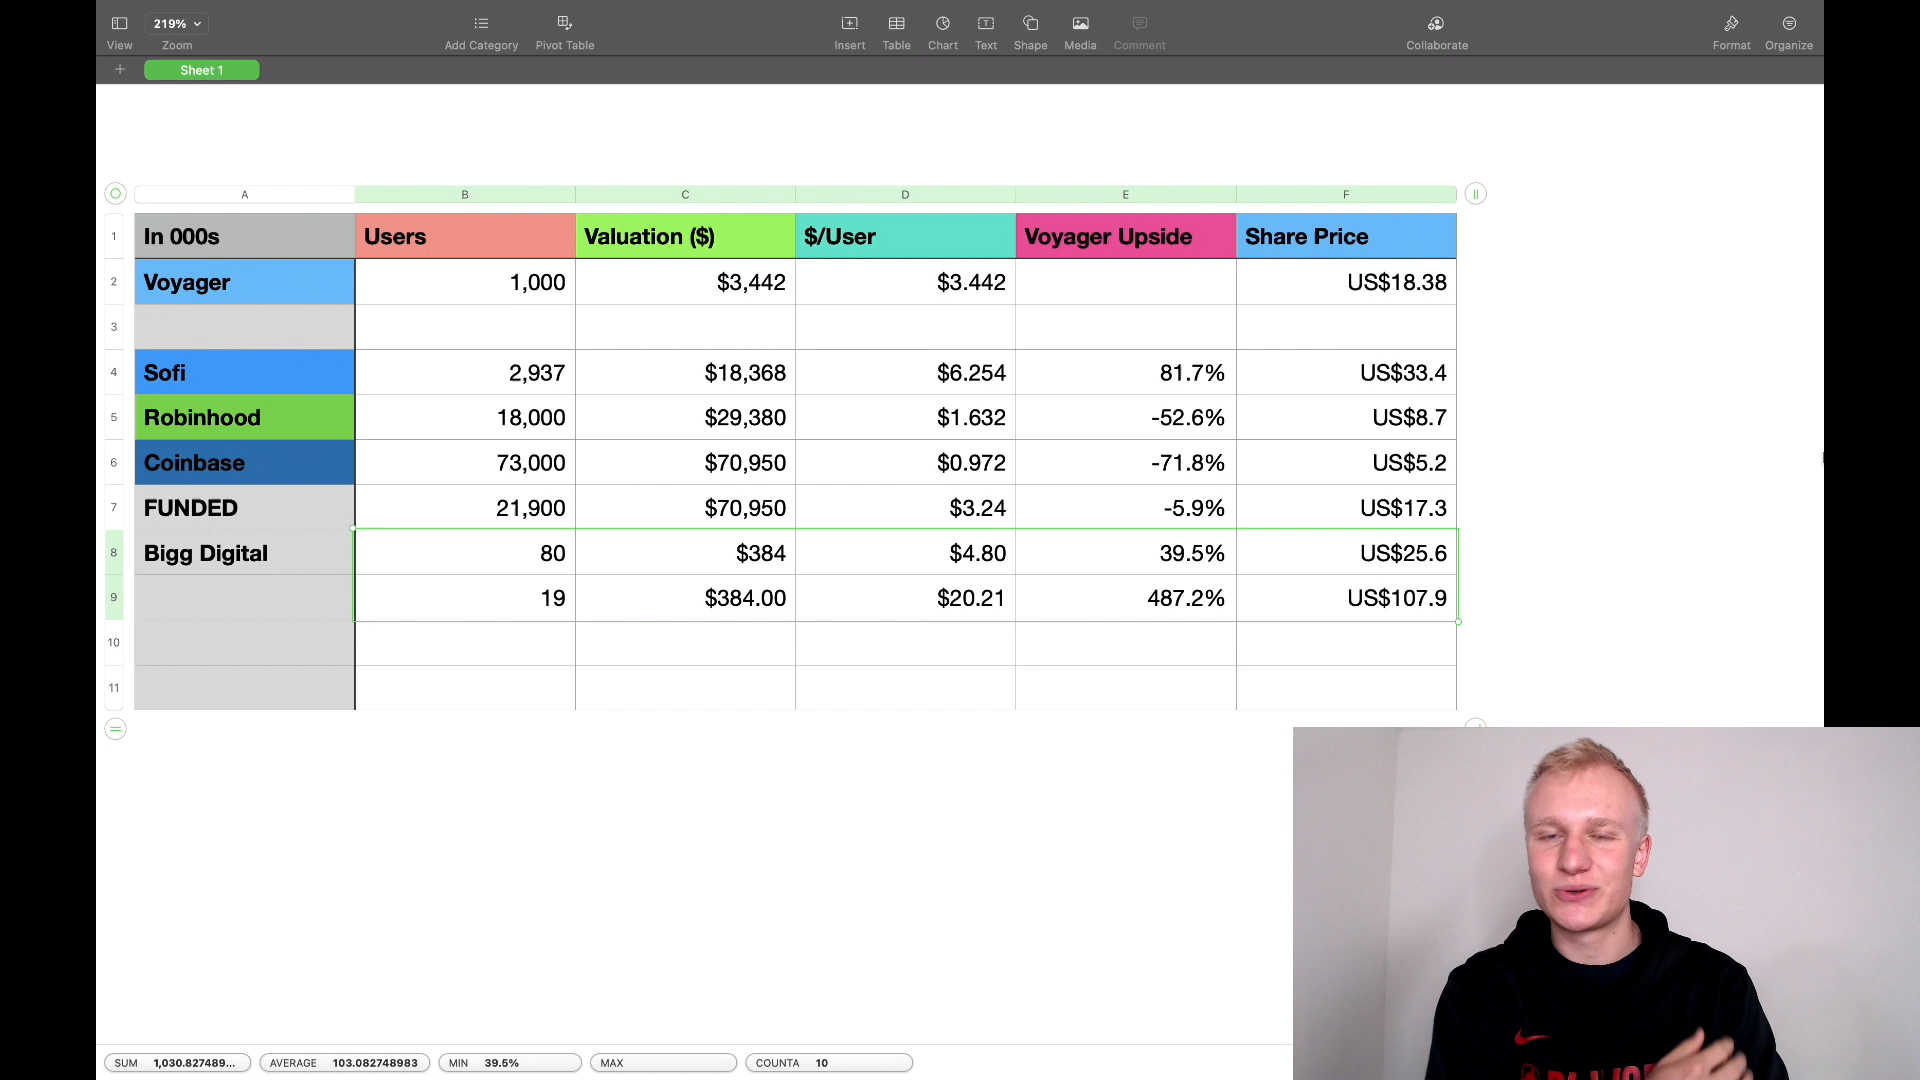 219%
View
Zoom
Add Category
Pivot Table
Insert
Table
Chart
Text
Shape
Media
Comment
Collaborate
Format
Organize
Sheet 1
A B C D E F
1 In 000s Users Valuation ($) $/User Voyager Upside Share Price
2 Voyager 1,000 $3,442 $3.442 US$18.38
3
4 Sofi 2,937 $18,368 $6.254 81.7% US$33.4
5 Robinhood 18,000 $29,380 $1.632 -52.6% US$8.7
6 Coinbase 73,000 $70,950 $0.972 -71.8% US$5.2
7 FUNDED 21,900 $70,950 $3.24 -5.9% US$17.3
8 Bigg Digital 80 $384 $4.80 39.5% US$25.6
9 19 $384.00 $20.21 487.2% US$107.9
10
11
SUM 1,030.827489... AVERAGE 103.082748983 MIN 39.5% MAX COUNTA 10